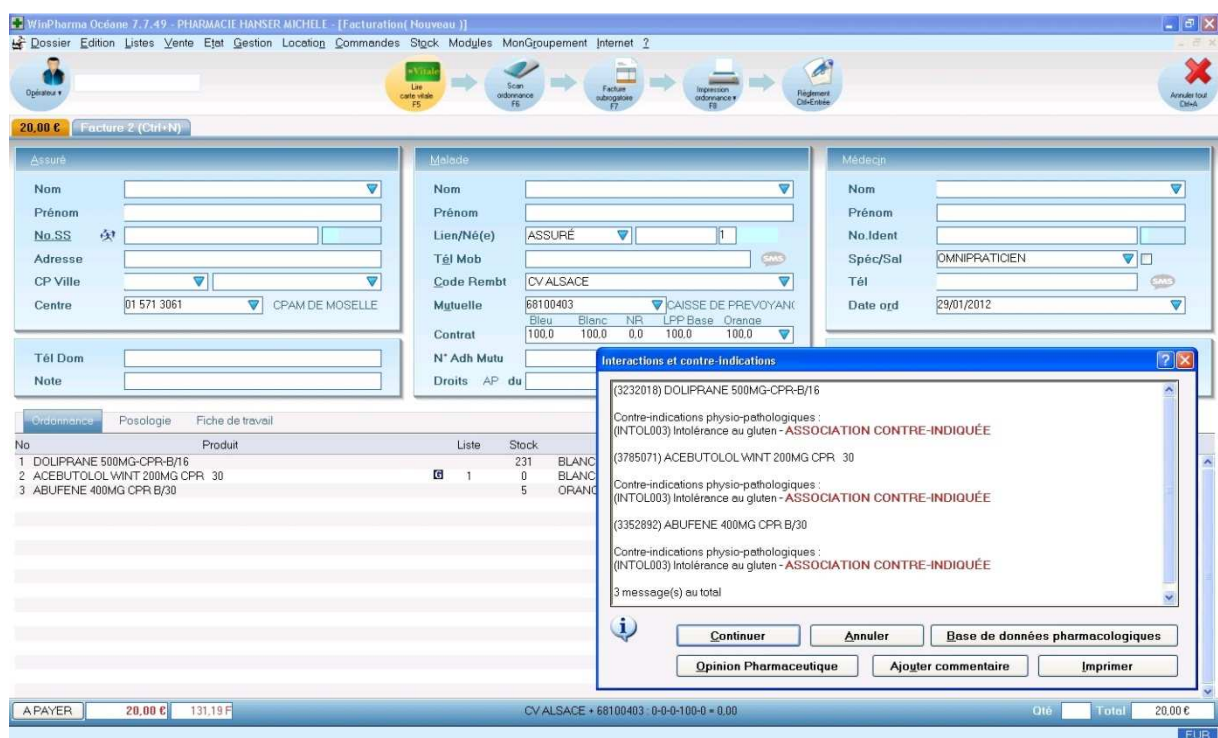 WinPharma Océane 7.7.49 - PHARMACIE HANSER MICHELE - [Facturation( Nouveau )]
Dossier Edition Listes Vente Etat Gestion Location Commandes Stock Modules MonGroupement Internet ?
Opérateur
Vitale
Lire carte vitale F5
Scan ordonnance F6
Facture subrogatoire F7
Impression ordonnance F8
Règlement Ctrl+Entrée
Annuler tout Ctrl+A
20,00 € Facture 2 (Ctrl+N)
Assuré
Nom
Prénom
No.SS
Adresse
CP Ville
Centre 01 571 3061 CPAM DE MOSELLE
Tél Dom
Note
Malade
Nom
Prénom
Lien/Né(e) ASSURÉ 1
Tél Mob SMS
Code Rembt CV ALSACE
Mutuelle 68100403 CAISSE DE PREVOYAN
Bleu Blanc NR LPP Base Orange
Contrat 100,0 100,0 0,0 100,0 100,0
N° Adh Mutu
Droits AP du
Médecin
Nom
Prénom
No.Ident
Spéc/Sal OMNIPRATICIEN
Tél SMS
Date ord 29/01/2012
Ordonnance Posologie Fiche de travail
No Produit Liste Stock
1 DOLIPRANE 500MG-CPR-B/16 231 BLANC
2 ACEBUTOLOL WINT 200MG CPR 30 G 1 0 BLANC
3 ABUFENE 400MG CPR B/30 5 ORANG
Interactions et contre-indications
(3232018) DOLIPRANE 500MG-CPR-B/16
Contre-indications physio-pathologiques :
(INTOL003) Intolérance au gluten - ASSOCIATION CONTRE-INDIQUÉE
(3785071) ACEBUTOLOL WINT 200MG CPR 30
Contre-indications physio-pathologiques :
(INTOL003) Intolérance au gluten - ASSOCIATION CONTRE-INDIQUÉE
(3352892) ABUFENE 400MG CPR B/30
Contre-indications physio-pathologiques :
(INTOL003) Intolérance au gluten - ASSOCIATION CONTRE-INDIQUÉE
3 message(s) au total
Continuer Annuler Base de données pharmacologiques
Opinion Pharmaceutique Ajouter commentaire Imprimer
A PAYER 20,00 € 131,19 F CV ALSACE + 68100403 : 0-0-0-100-0 = 0,00 Qté Total 20,00 €
EUR